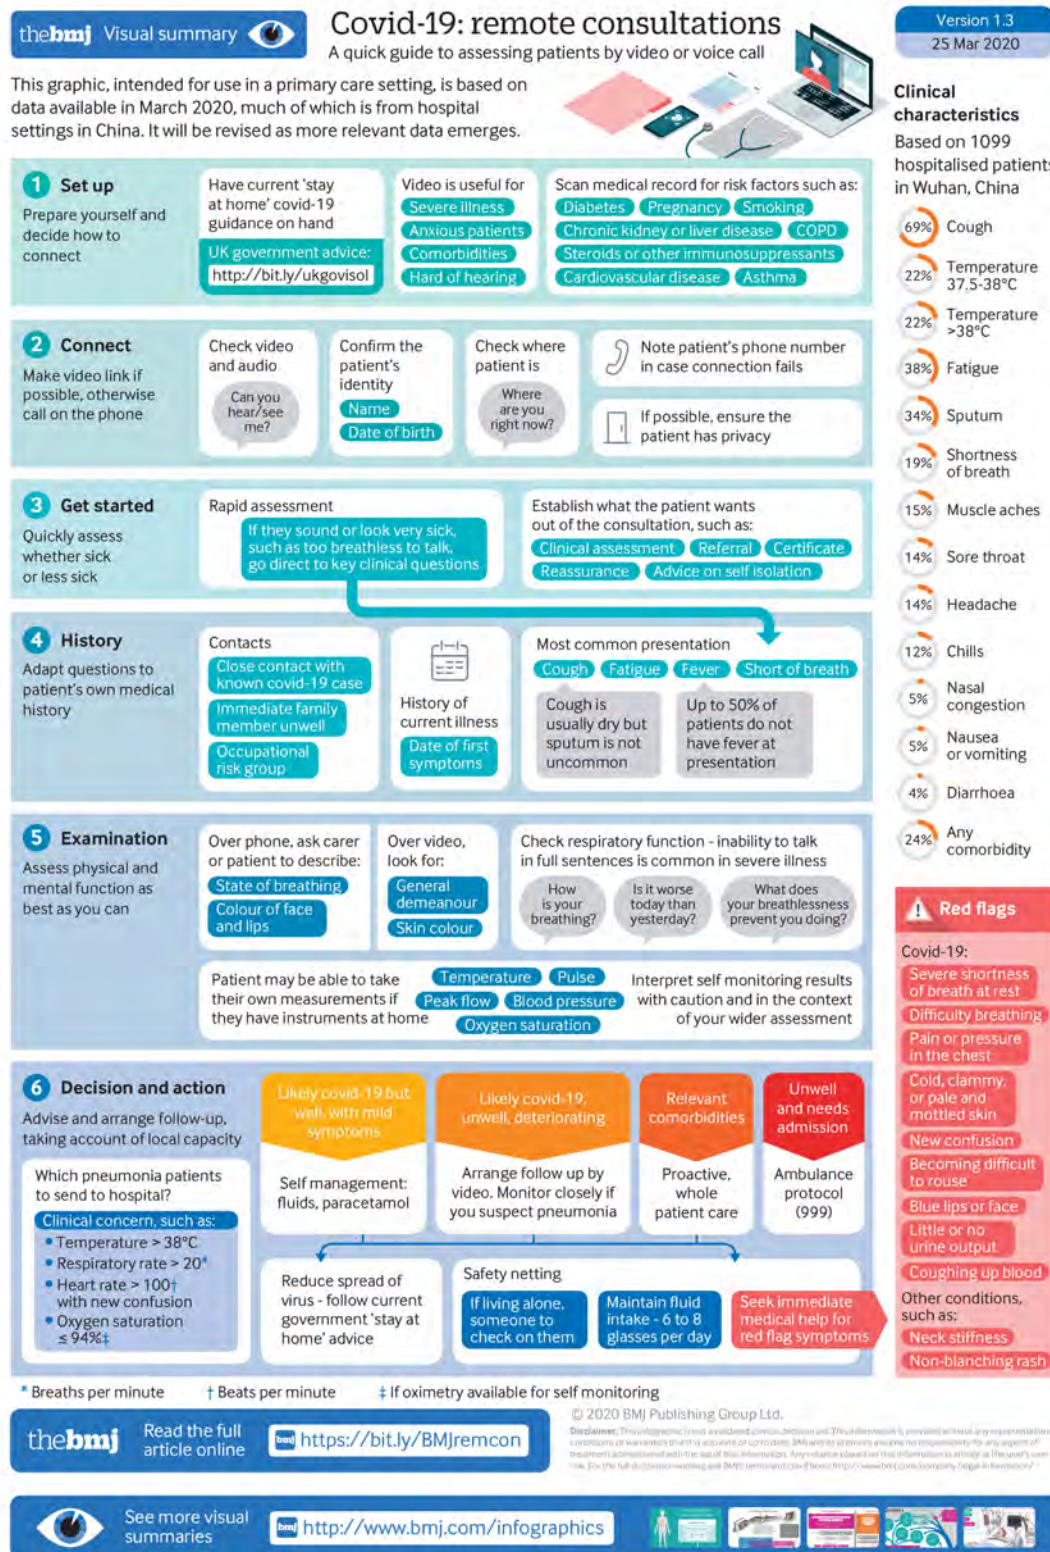 thebmj Visual summary
Covid-19: remote consultations
A quick guide to assessing patients by video or voice call
Version 1.3
25 Mar 2020
This graphic, intended for use in a primary care setting, is based on
data available in March 2020, much of which is from hospital
settings in China. It will be revised as more relevant data emerges.
1 Set up
Prepare yourself and
decide how to
connect
Have current 'stay
at home' covid-19
guidance on hand
UK government advice:
http://bit.ly/ukgovisol
Video is useful for
Severe illness
Anxious patients
Comorbidities
Hard of hearing
Scan medical record for risk factors such as:
Diabetes Pregnancy Smoking
Chronic kidney or liver disease COPD
Steroids or other immunosuppressants
Cardiovascular disease Asthma
2 Connect
Make video link if
possible, otherwise
call on the phone
Check video
and audio
Can you
hear/see
me?
Confirm the
patient's
identity
Name
Date of birth
Check where
patient is
Where
are you
right now?
Note patient's phone number
in case connection fails
If possible, ensure the
patient has privacy
3 Get started
Quickly assess
whether sick
or less sick
Rapid assessment
If they sound or look very sick,
such as too breathless to talk,
go direct to key clinical questions
Establish what the patient wants
out of the consultation, such as:
Clinical assessment Referral Certificate
Reassurance Advice on self isolation
4 History
Adapt questions to
patient's own medical
history
Contacts
Close contact with
known covid-19 case
Immediate family
member unwell
Occupational
risk group
History of
current illness
Date of first
symptoms
Most common presentation
Cough Fatigue Fever Short of breath
Cough is
usually dry but
sputum is not
uncommon
Up to 50% of
patients do not
have fever at
presentation
5 Examination
Assess physical and
mental function as
best as you can
Over phone, ask carer
or patient to describe:
State of breathing
Colour of face
and lips
Over video,
look for:
General
demeanour
Skin colour
Check respiratory function - inability to talk
in full sentences is common in severe illness
How
is your
breathing?
Is it worse
today than
yesterday?
What does
your breathlessness
prevent you doing?
Patient may be able to take
their own measurements if
they have instruments at home
Temperature Pulse
Peak flow Blood pressure
Oxygen saturation
Interpret self monitoring results
with caution and in the context
of your wider assessment
6 Decision and action
Advise and arrange follow-up,
taking account of local capacity
Which pneumonia patients
to send to hospital?
Clinical concern, such as:
• Temperature > 38°C
• Respiratory rate > 20*
• Heart rate > 100†
with new confusion
• Oxygen saturation
≤ 94%‡
Likely covid-19 but
well, with mild
symptoms
Self management:
fluids, paracetamol
Likely covid-19,
unwell, deteriorating
Arrange follow up by
video. Monitor closely if
you suspect pneumonia
Relevant
comorbidities
Proactive,
whole
patient care
Unwell
and needs
admission
Ambulance
protocol
(999)
Reduce spread of
virus - follow current
government 'stay at
home' advice
Safety netting
If living alone,
someone to
check on them
Maintain fluid
intake - 6 to 8
glasses per day
Seek immediate
medical help for
red flag symptoms
* Breaths per minute † Beats per minute ‡ If oximetry available for self monitoring
Clinical
characteristics
Based on 1099
hospitalised patients
in Wuhan, China
69% Cough
22% Temperature
37.5-38°C
22% Temperature
>38°C
38% Fatigue
34% Sputum
19% Shortness
of breath
15% Muscle aches
14% Sore throat
14% Headache
12% Chills
5% Nasal
congestion
5% Nausea
or vomiting
4% Diarrhoea
24% Any
comorbidity
Red flags
Covid-19:
Severe shortness
of breath at rest
Difficulty breathing
Pain or pressure
in the chest
Cold, clammy,
or pale and
mottled skin
New confusion
Becoming difficult
to rouse
Blue lips or face
Little or no
urine output
Coughing up blood
Other conditions,
such as:
Neck stiffness
Non-blanching rash
thebmj
Read the full
article online
bmj https://bit.ly/BMJremcon
© 2020 BMJ Publishing Group Ltd.
See more visual
summaries
bmj http://www.bmj.com/infographics